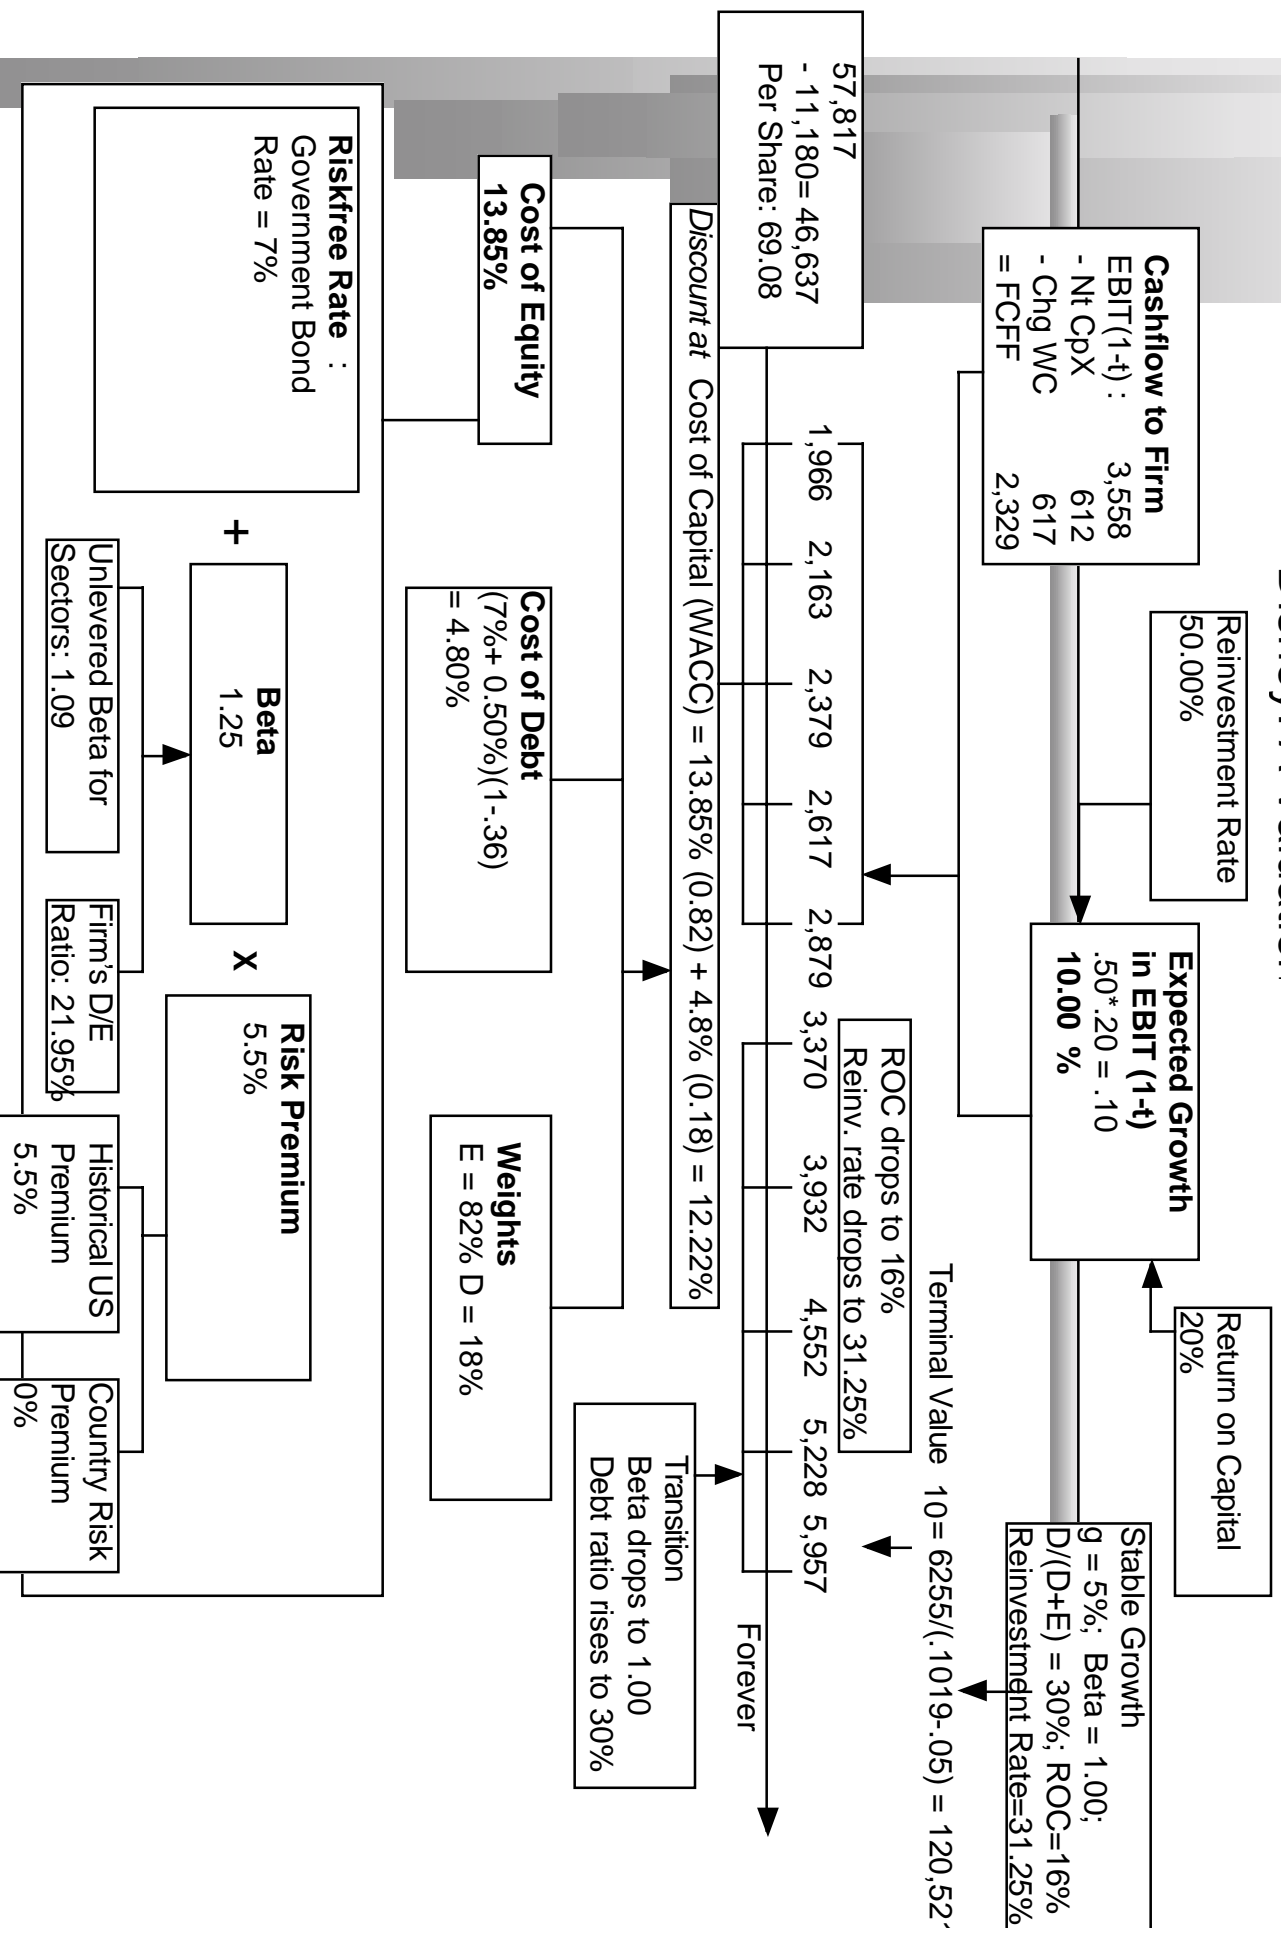 Cashflow to Firm
EBIT(1-t) : 3,558
- Nt CpX 612
- Chg WC 617
= FCFF 2,329
Reinvestment Rate
50.00%
Expected Growth
in EBIT (1-t)
.50*.20 = .10
10.00 %
Return on Capital
20%
Stable Growth
g = 5%; Beta = 1.00;
D/(D+E) = 30%; ROC=16%
Reinvestment Rate=31.25%
Terminal Value 10= 6255/(.1019-.05) = 120,521
ROC drops to 16%
Reinv. rate drops to 31.25%
57,817
- 11,180= 46,637
Per Share: 69.08
1,966 2,163 2,379 2,617 2,879 3,370 3,932 4,552 5,228 5,957
Forever
Discount at Cost of Capital (WACC) = 13.85% (0.82) + 4.8% (0.18) = 12.22%
Transition
Beta drops to 1.00
Debt ratio rises to 30%
Cost of Equity
13.85%
Cost of Debt
(7%+ 0.50%)(1-.36)
= 4.80%
Weights
E = 82% D = 18%
Riskfree Rate :
Government Bond
Rate = 7%
+
Beta
1.25
X
Risk Premium
5.5%
Unlevered Beta for
Sectors: 1.09
Firm's D/E
Ratio: 21.95%
Historical US
Premium
5.5%
Country Risk
Premium
0%